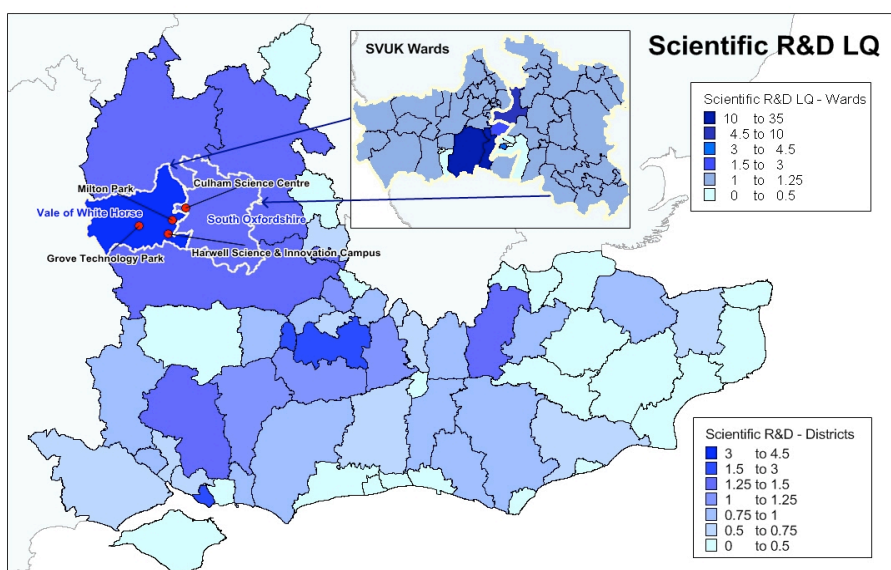 Scientific R&D LQ
SVUK Wards
Scientific R&D LQ - Wards
10 to 35
4.5 to 10
3 to 4.5
1.5 to 3
1 to 1.25
0 to 0.5
Milton Park
Culham Science Centre
Vale of White Horse
South Oxfordshire
Grove Technology Park
Harwell Science & Innovation Campus
Scientific R&D - Districts
3 to 4.5
1.5 to 3
1.25 to 1.5
1 to 1.25
0.75 to 1
0.5 to 0.75
0 to 0.5